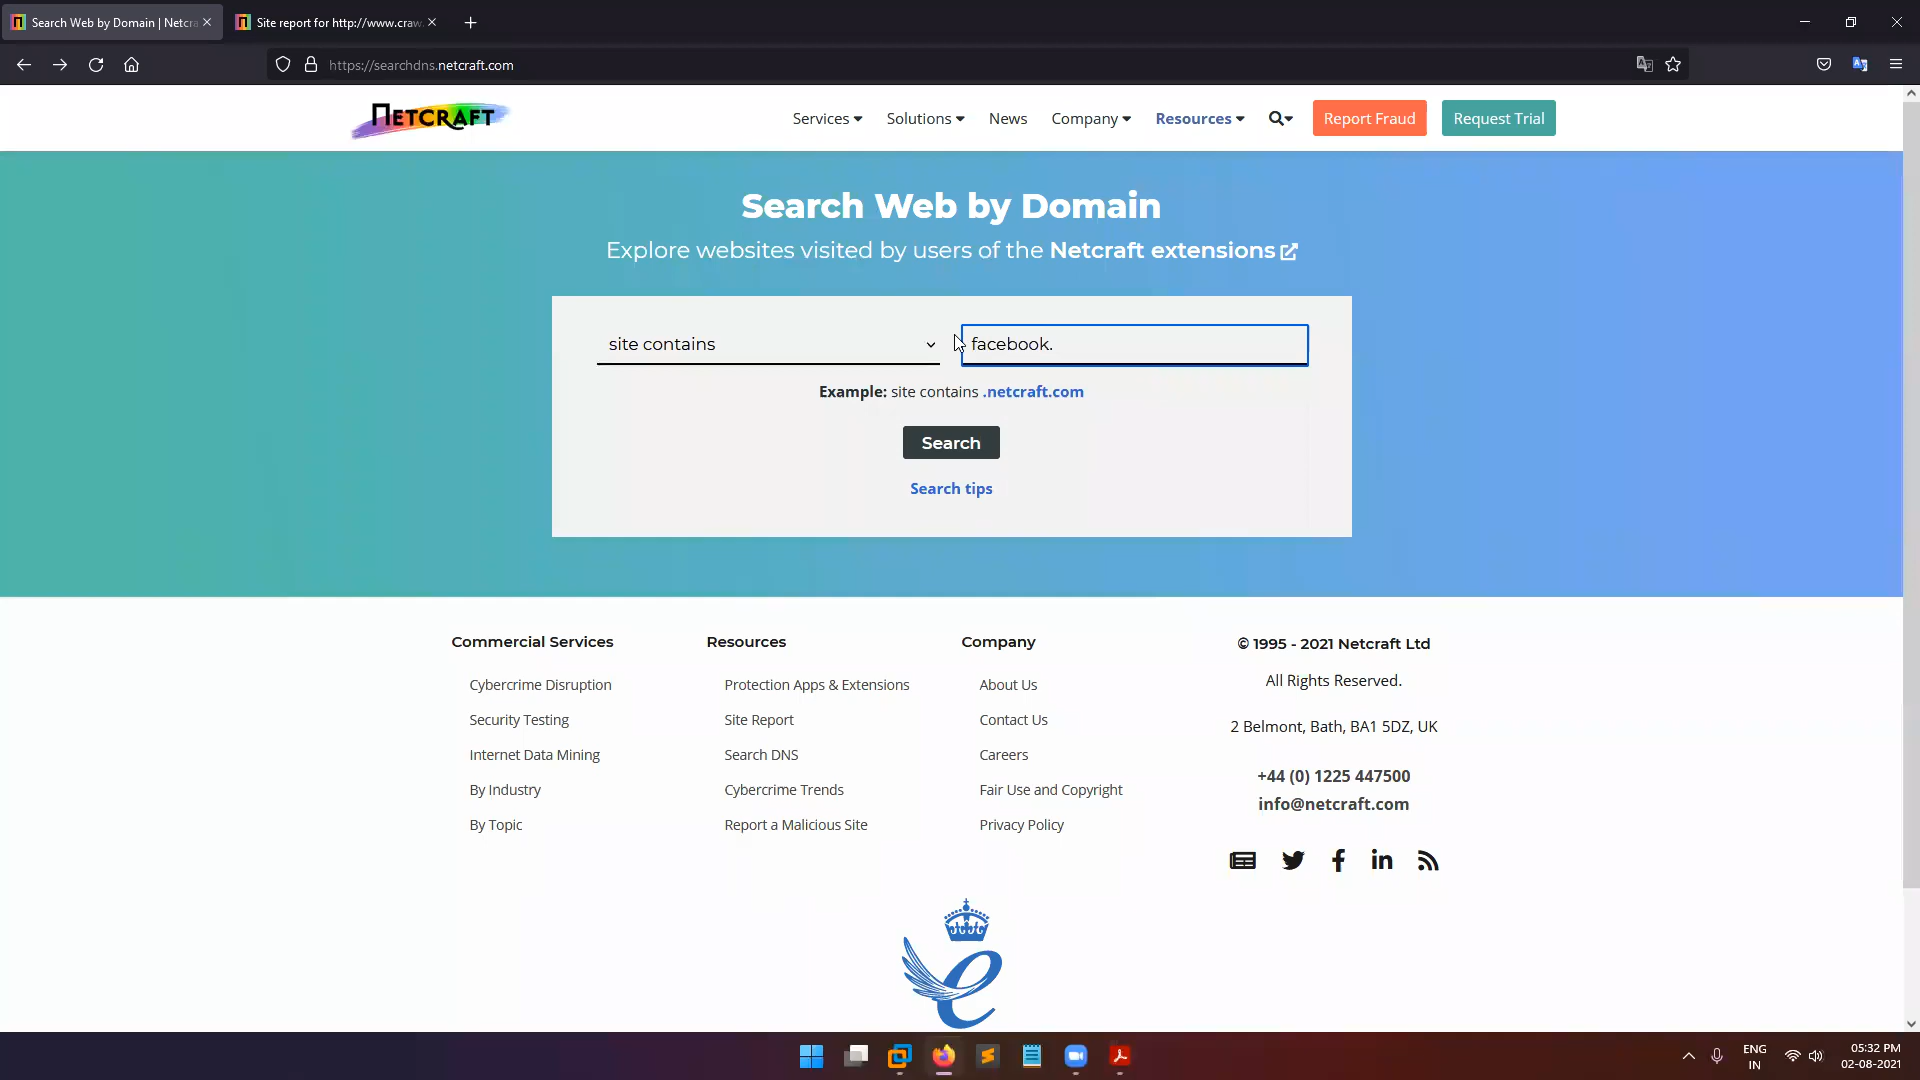 Search Web by Domain | Netcra
Site report for http://www.craw
https://searchdns.netcraft.com
NETCRAFT
Services
Solutions
News
Company
Resources
Report Fraud
Request Trial
Search Web by Domain
Explore websites visited by users of the Netcraft extensions
site contains
facebook.
Example: site contains .netcraft.com
Search
Search tips
Commercial Services
Cybercrime Disruption
Security Testing
Internet Data Mining
By Industry
By Topic
Resources
Protection Apps & Extensions
Site Report
Search DNS
Cybercrime Trends
Report a Malicious Site
Company
About Us
Contact Us
Careers
Fair Use and Copyright
Privacy Policy
© 1995 - 2021 Netcraft Ltd
All Rights Reserved.
2 Belmont, Bath, BA1 5DZ, UK
+44 (0) 1225 447500
info@netcraft.com
ENG
IN
05:32 PM
02-08-2021